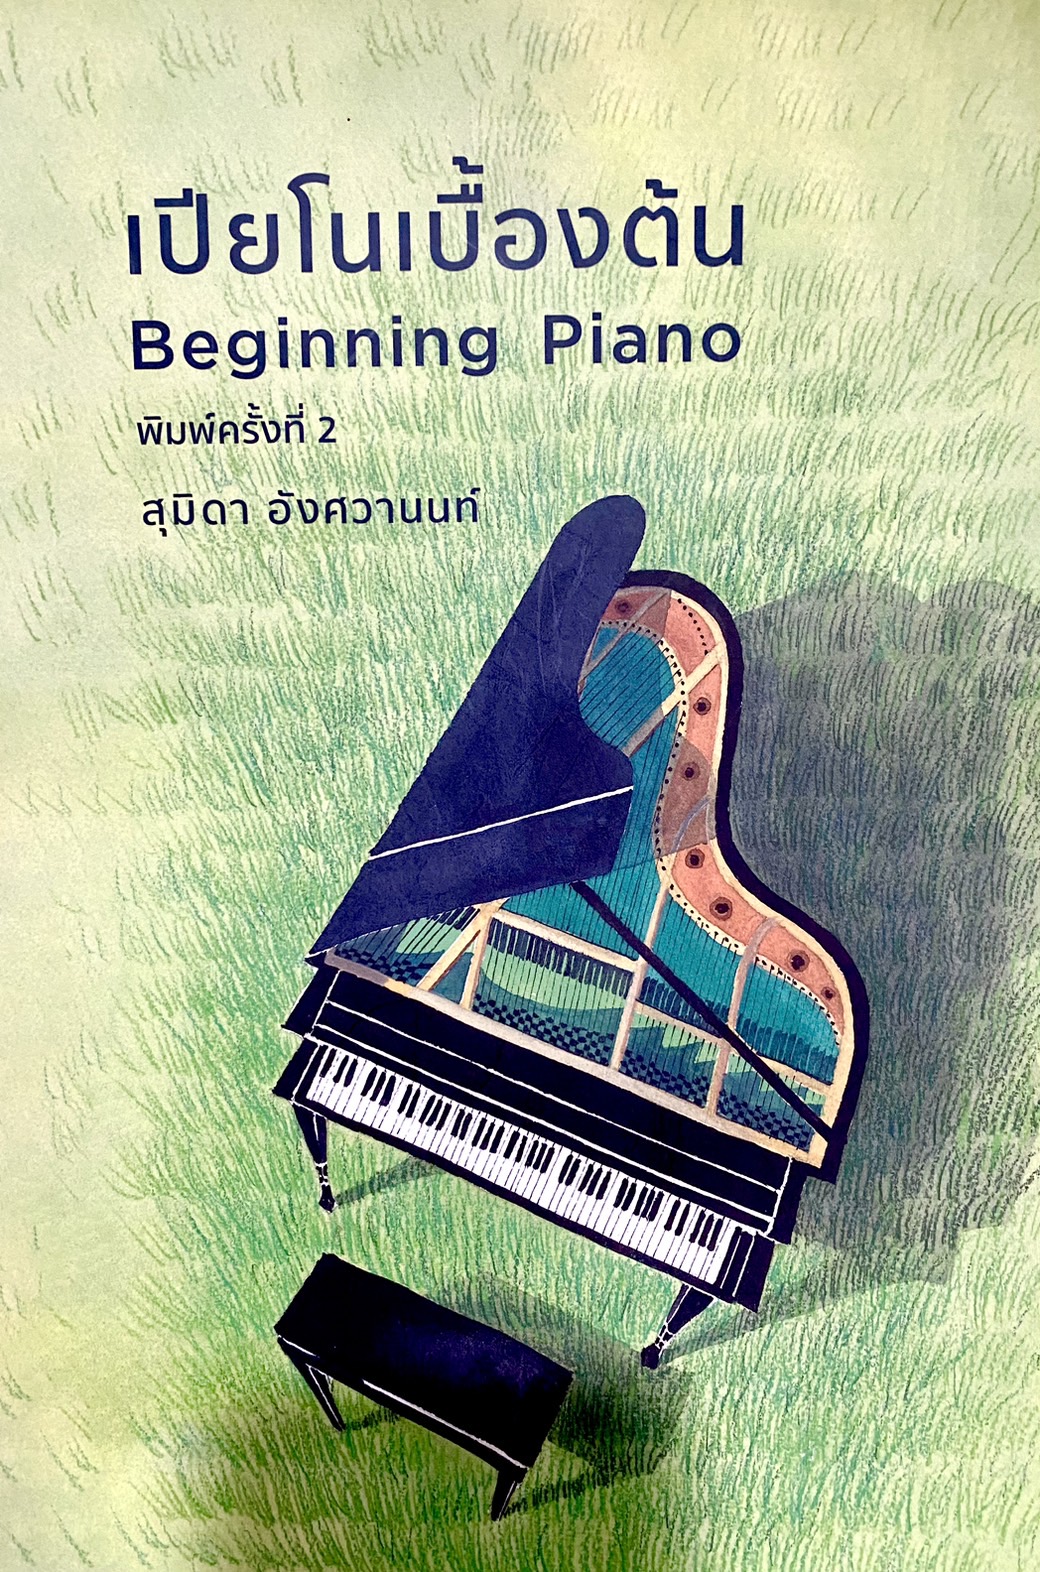 เปียโนเบื้องต้น
Beginning Piano
พิมพ์ครั้งที่ 2
สุมิดา อังศวานนท์